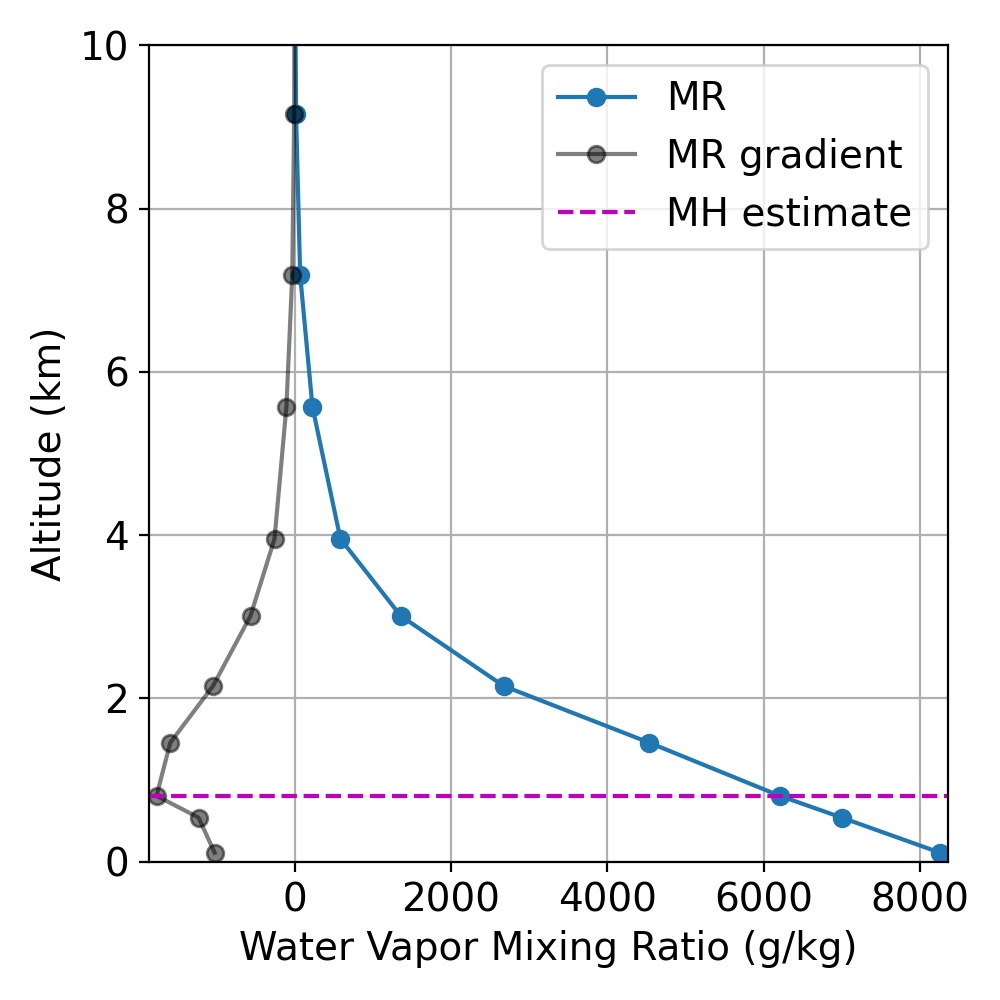 10
8
6
4
2
0
Altitude (km)
MR
MR gradient
MH estimate
0 2000 4000 6000 8000
Water Vapor Mixing Ratio (g/kg)